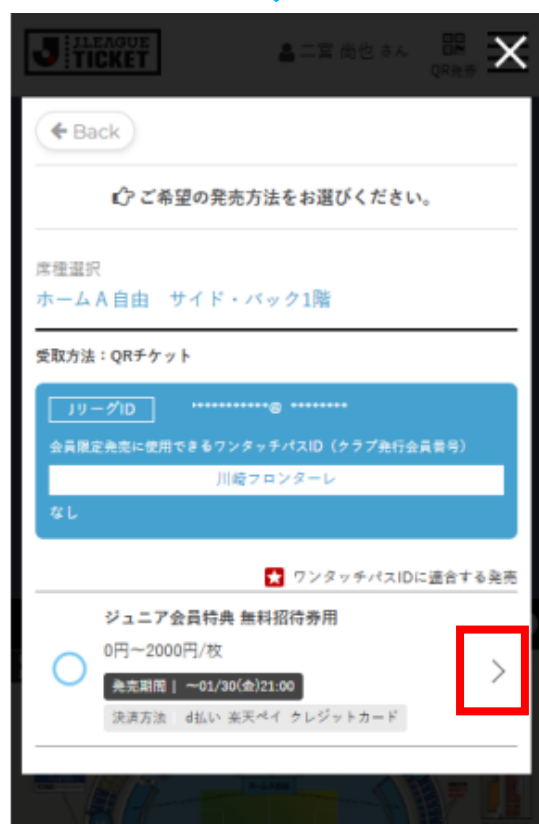 J.LEAGUE
TICKET
二宮 尚也 さん
QR発券
Back
ご希望の発売方法をお選びください。
席種選択
ホームA自由　サイド・バック1階
受取方法：QRチケット
JリーグID
***********@ ********
会員限定発売に使用できるワンタッチパスID（クラブ発行会員番号）
川崎フロンターレ
なし
ワンタッチパスIDに適合する発売
ジュニア会員特典 無料招待券用
0円～2000円/枚
発売期間 | ～01/30(金)21:00
決済方法 | d払い 楽天ペイ クレジットカード